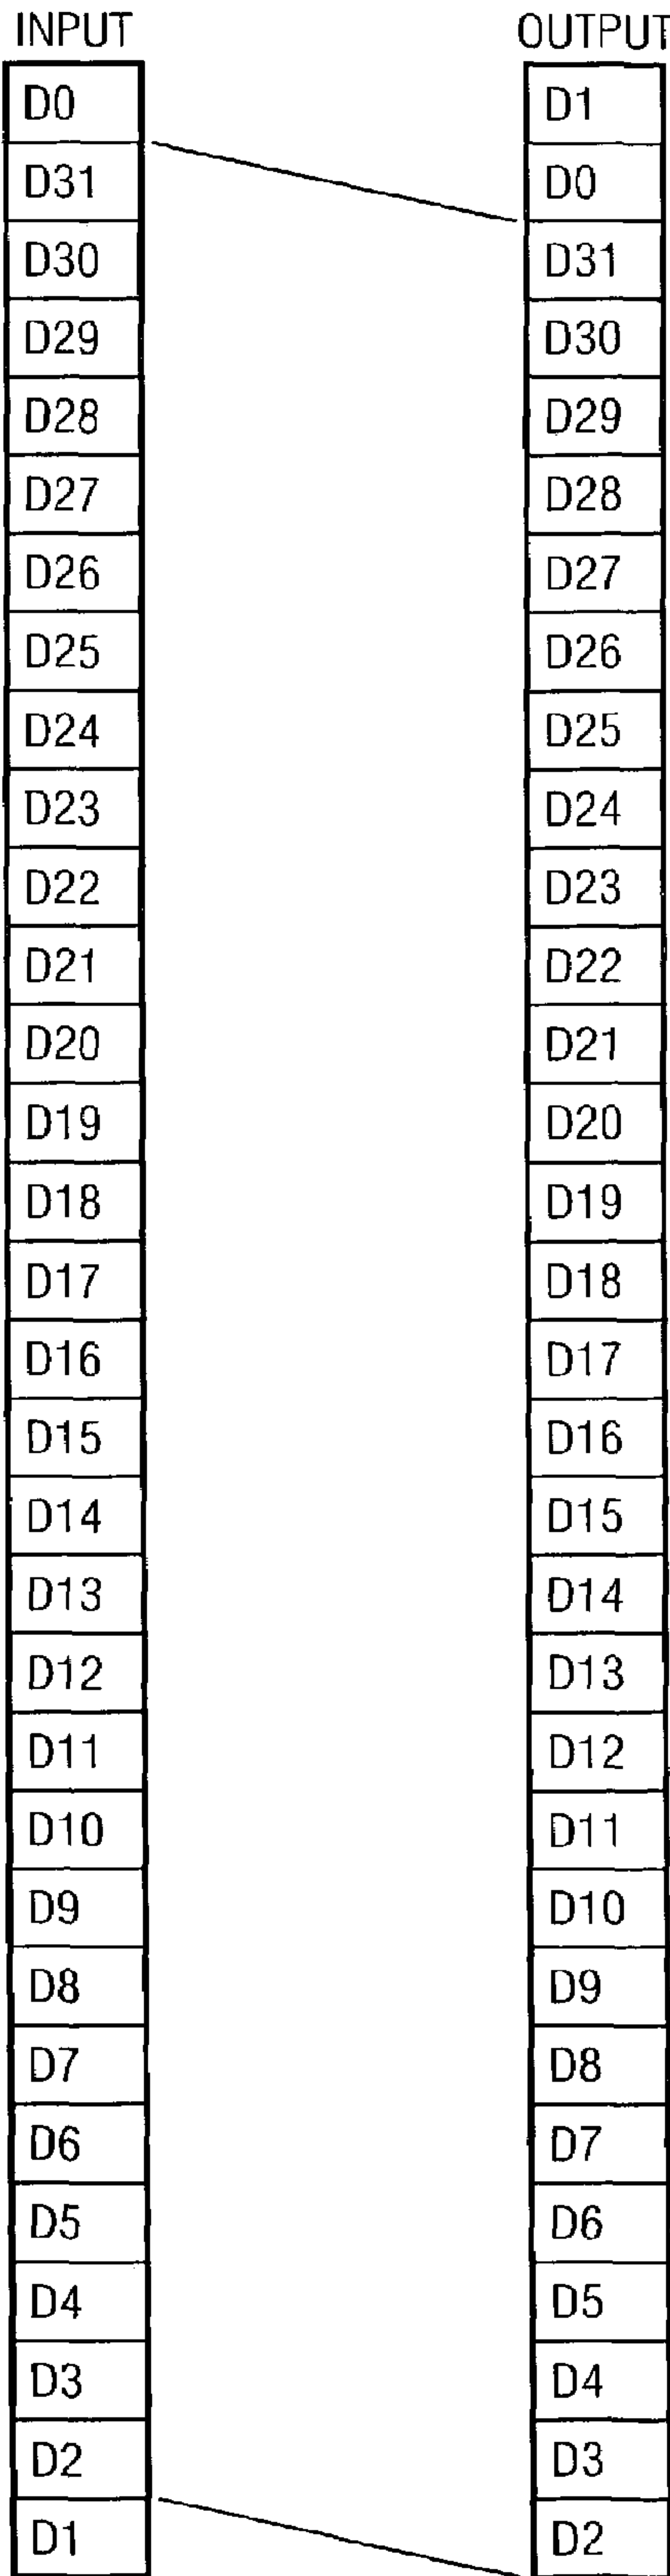 INPUT OUTPUT
D0 D1
D31 D0
D30 D31
D29 D30
D28 D29
D27 D28
D26 D27
D25 D26
D24 D25
D23 D24
D22 D23
D21 D22
D20 D21
D19 D20
D18 D19
D17 D18
D16 D17
D15 D16
D14 D15
D13 D14
D12 D13
D11 D12
D10 D11
D9 D10
D8 D9
D7 D8
D6 D7
D5 D6
D4 D5
D3 D4
D2 D3
D1 D2